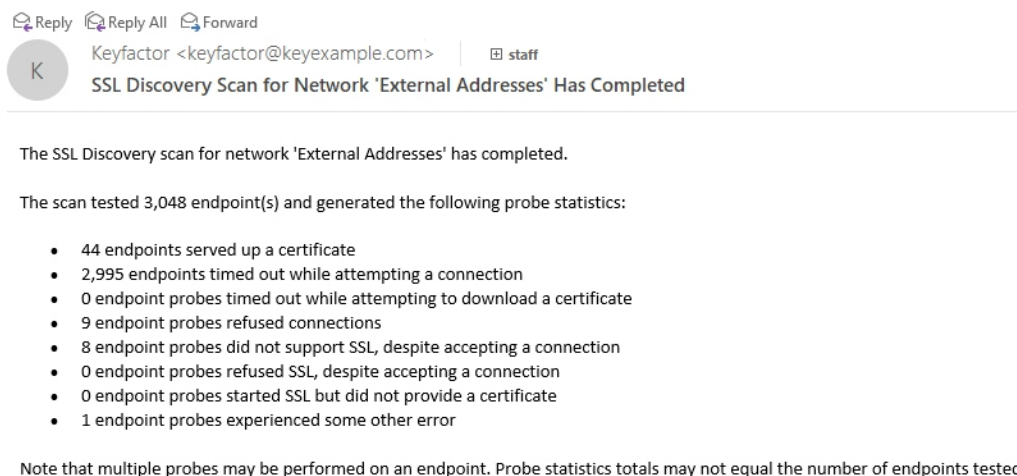 Reply Reply All Forward
K
Keyfactor <keyfactor@keyexample.com> staff
SSL Discovery Scan for Network 'External Addresses' Has Completed
The SSL Discovery scan for network 'External Addresses' has completed.
The scan tested 3,048 endpoint(s) and generated the following probe statistics:
• 44 endpoints served up a certificate
• 2,995 endpoints timed out while attempting a connection
• 0 endpoint probes timed out while attempting to download a certificate
• 9 endpoint probes refused connections
• 8 endpoint probes did not support SSL, despite accepting a connection
• 0 endpoint probes refused SSL, despite accepting a connection
• 0 endpoint probes started SSL but did not provide a certificate
• 1 endpoint probes experienced some other error
Note that multiple probes may be performed on an endpoint. Probe statistics totals may not equal the number of endpoints tested